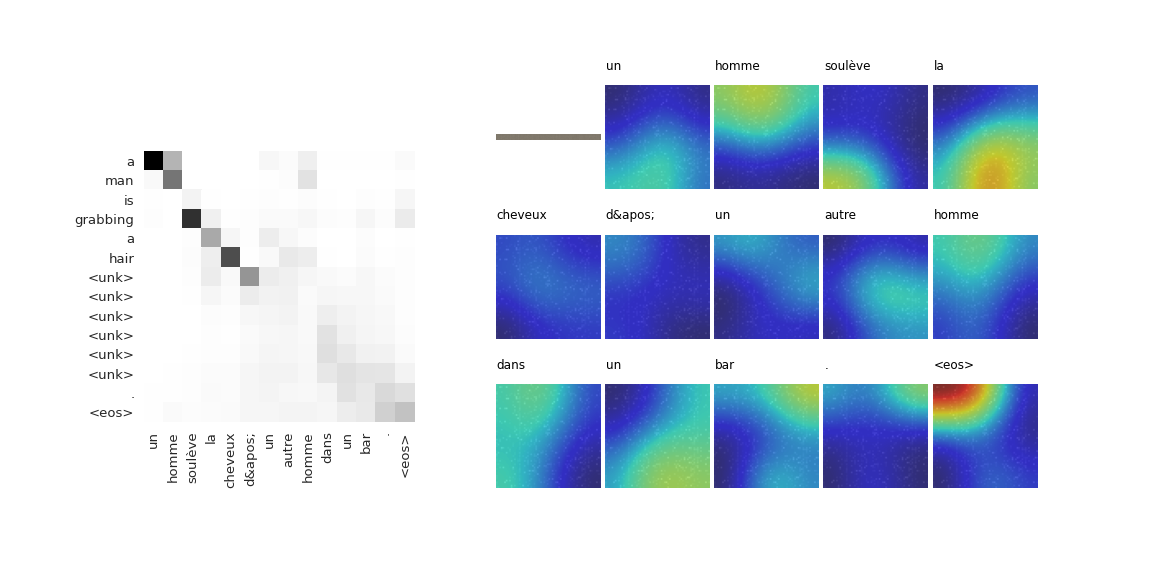 a
man
is
grabbing
a
hair
<unk>
<unk>
<unk>
<unk>
<unk>
<unk>
.
<eos>
un
homme
soulève
la
cheveux
d&apos;
un
autre
homme
dans
un
bar
.
<eos>
un homme soulève la
cheveux d&apos; un autre homme
dans un bar . <eos>